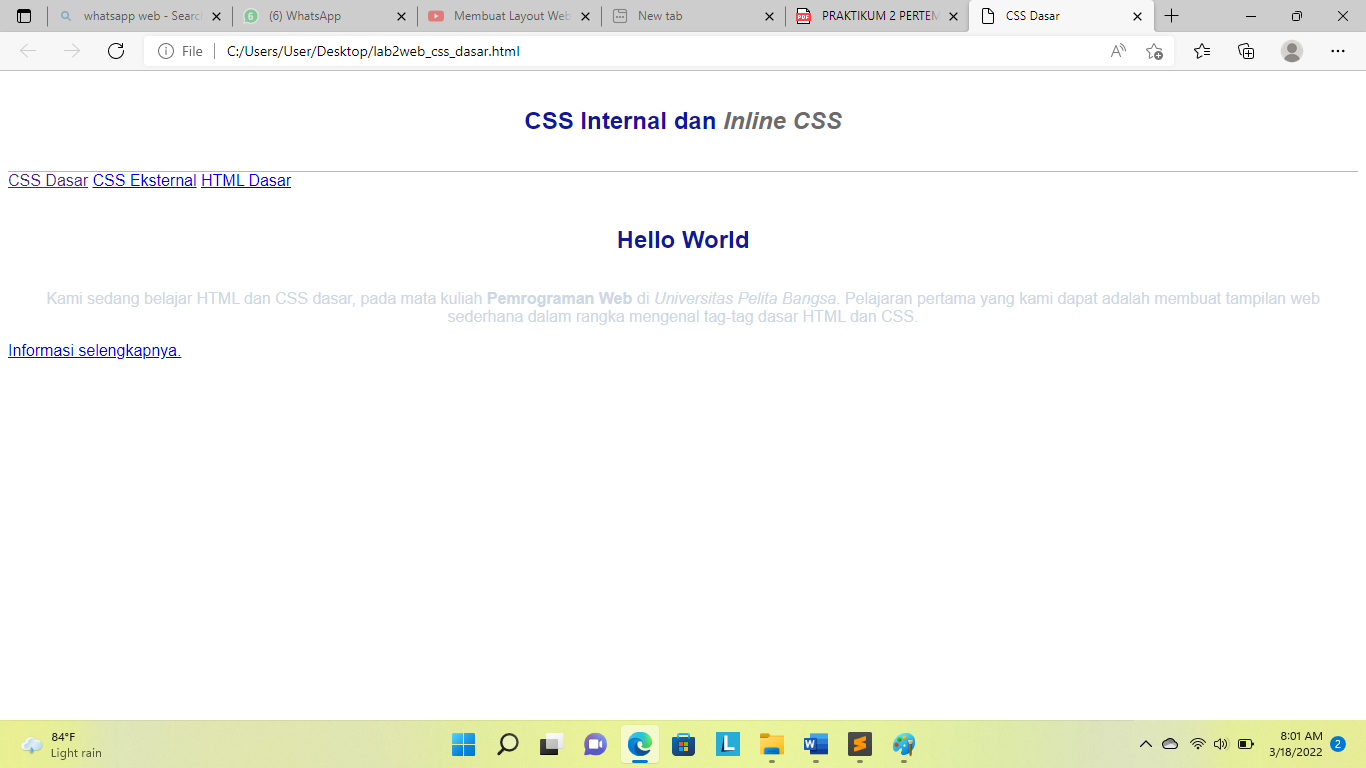 whatsapp web - Searc
6
(6) WhatsApp
Membuat Layout Web
New tab
PDF
PRAKTIKUM 2 PERTEM
CSS Dasar
File
C:/Users/User/Desktop/lab2web_css_dasar.html
CSS Internal dan Inline CSS
CSS Dasar CSS Eksternal HTML Dasar
Hello World
Kami sedang belajar HTML dan CSS dasar, pada mata kuliah Pemrograman Web di Universitas Pelita Bangsa. Pelajaran pertama yang kami dapat adalah membuat tampilan web
sederhana dalam rangka mengenal tag-tag dasar HTML dan CSS.
Informasi selengkapnya.
84°F
Light rain
L
W
S
8:01 AM
3/18/2022
2